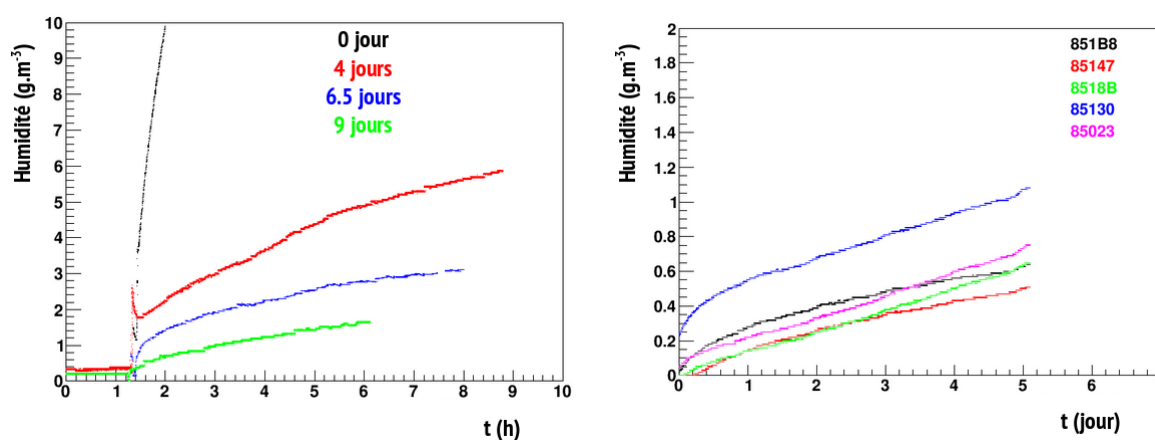 Humidité (g.m⁻³)
10
9
8
7
6
5
4
3
2
1
0
0 jour
4 jours
6.5 jours
9 jours
0 1 2 3 4 5 6 7 8 9 10
t (h)
Humidité (g.m⁻³)
2
1.8
1.6
1.4
1.2
1
0.8
0.6
0.4
0.2
0
851B8
85147
8518B
85130
85023
0 1 2 3 4 5 6
t (jour)